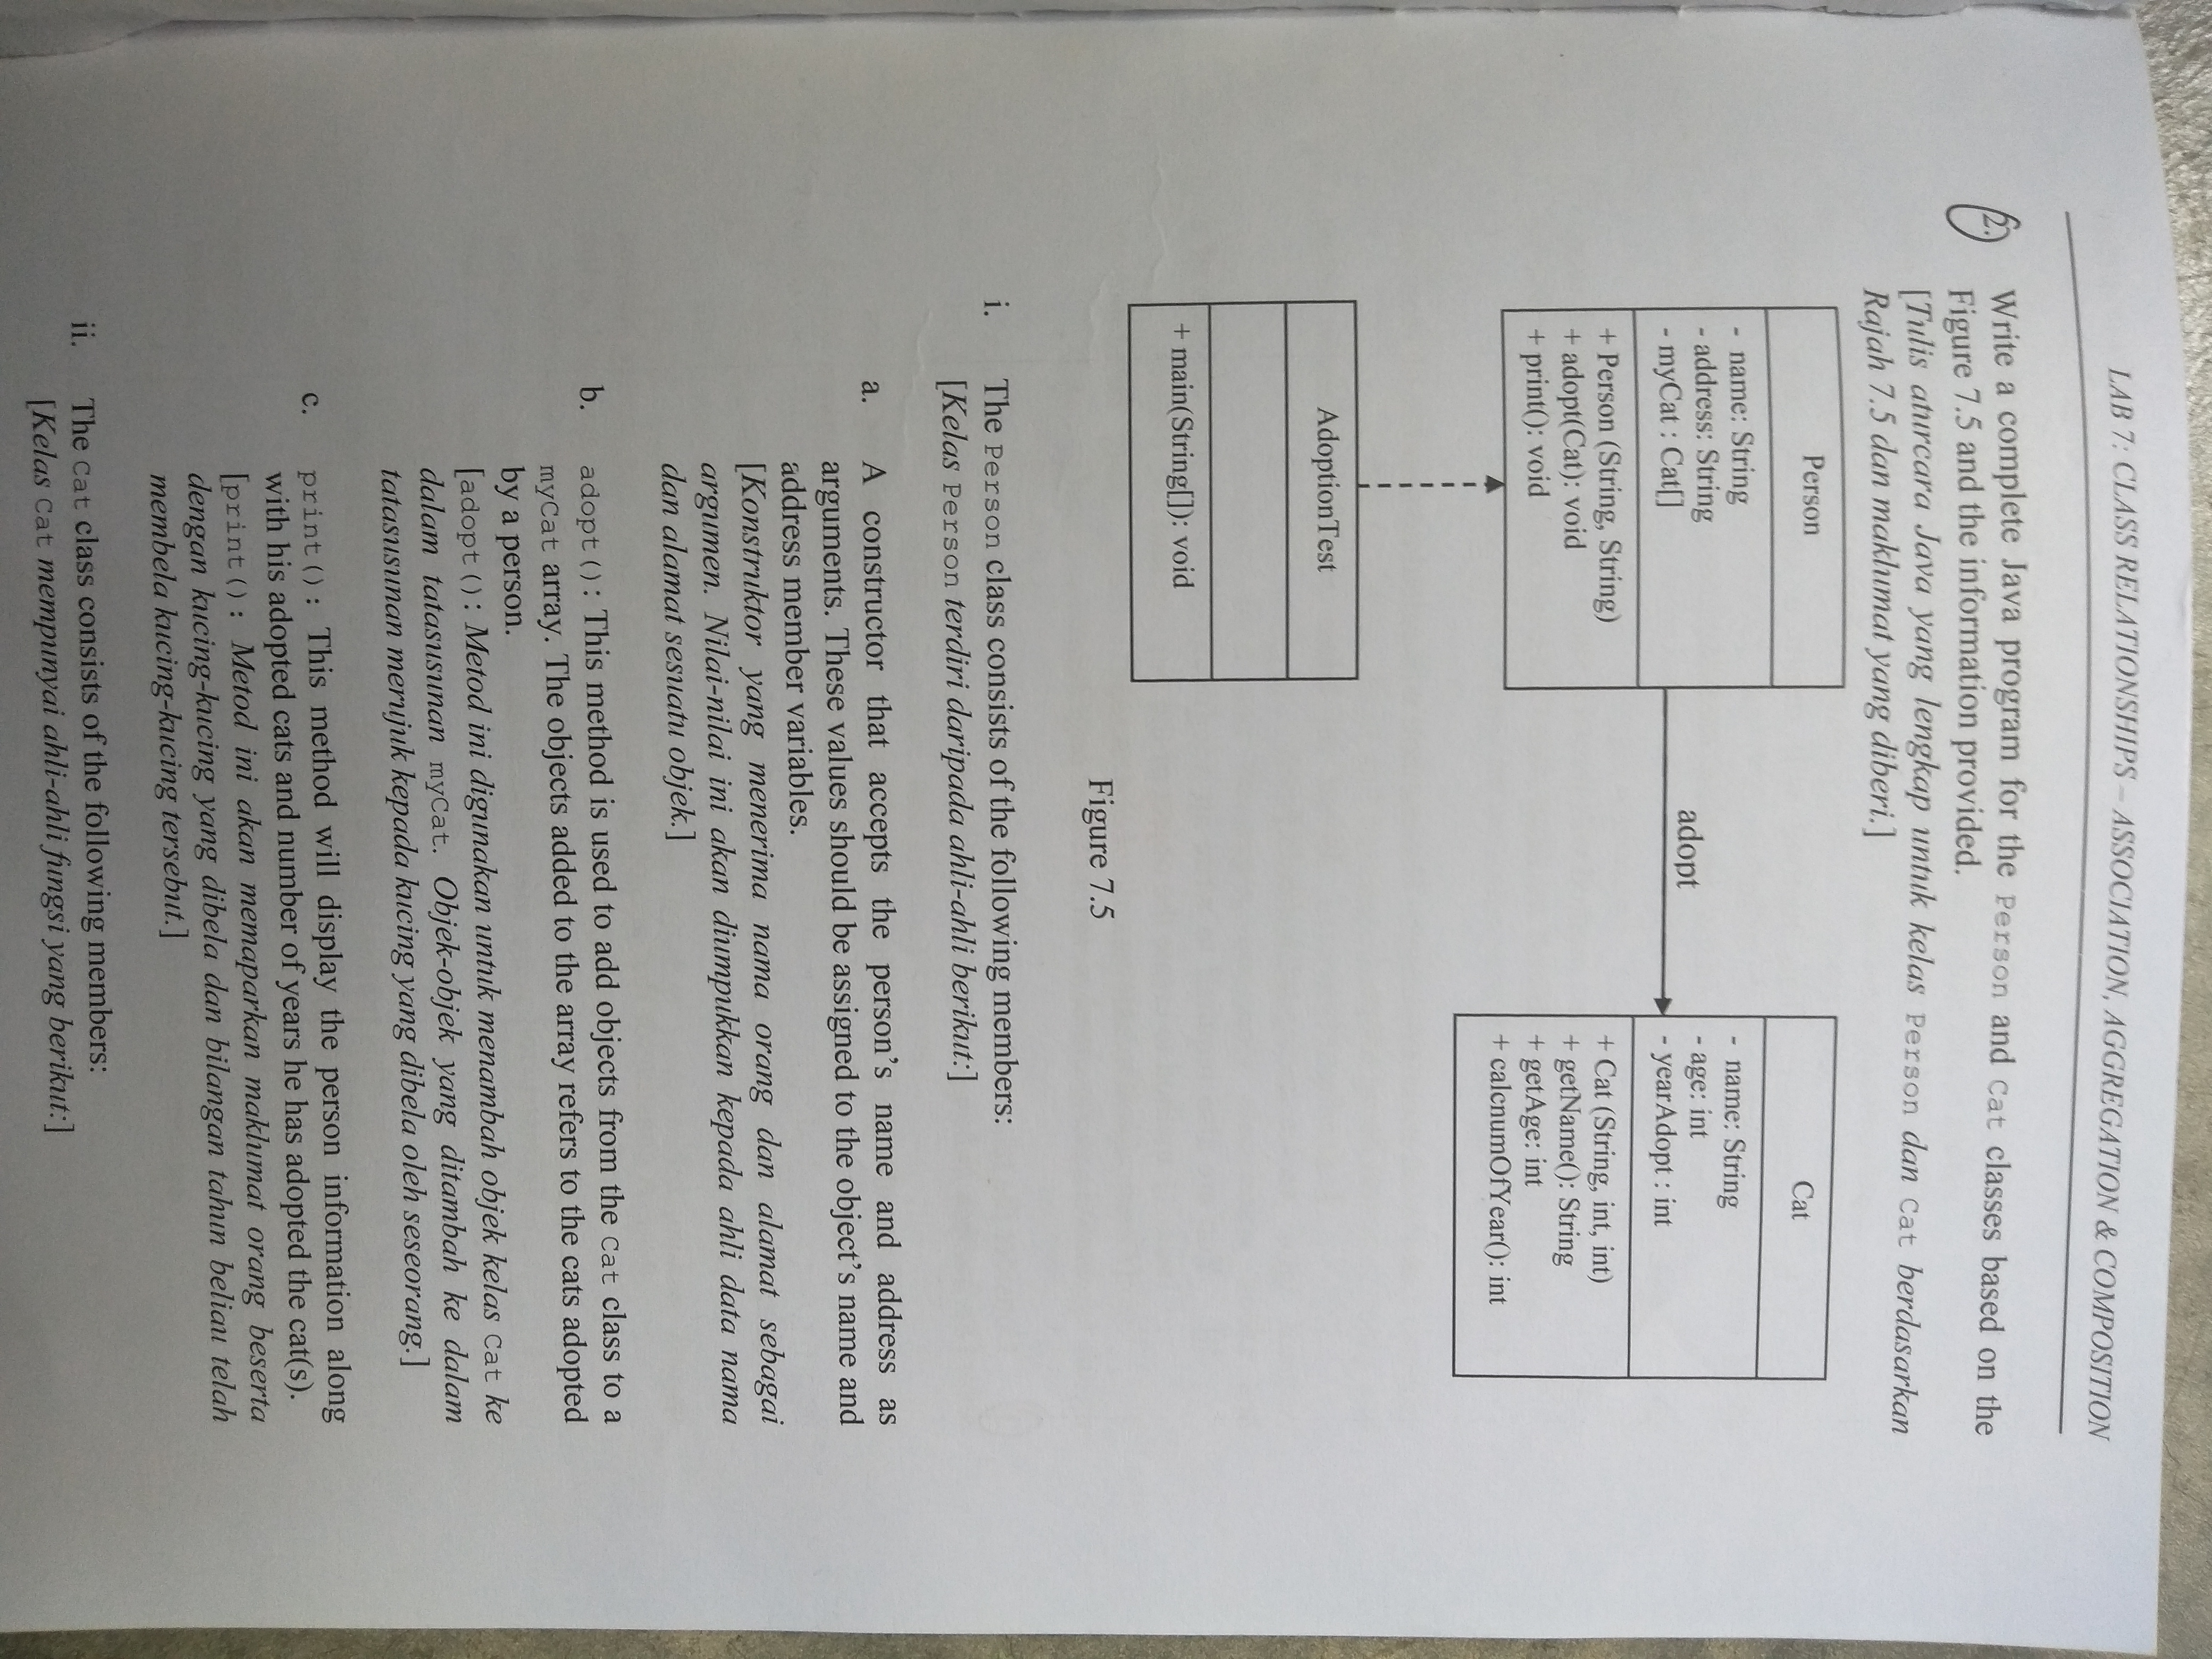 LAB 7: CLASS RELATIONSHIPS – ASSOCIATION, AGGREGATION & COMPOSITION
2. Write a complete Java program for the Person and Cat classes based on the
Figure 7.5 and the information provided.
[Tulis aturcara Java yang lengkap untuk kelas Person dan Cat berdasarkan
Rajah 7.5 dan maklumat yang diberi.]
Person
- name: String
- address: String
- myCat : Cat[]
+ Person (String, String)
+ adopt(Cat): void
+ print(): void
adopt
Cat
- name: String
- age: int
- yearAdopt : int
+ Cat (String, int, int)
+ getName(): String
+ getAge: int
+ calcnumOfYear(): int
AdoptionTest
+ main(String[]): void
Figure 7.5
i. The Person class consists of the following members:
[Kelas Person terdiri daripada ahli-ahli berikut:]
a. A constructor that accepts the person's name and address as
arguments. These values should be assigned to the object's name and
address member variables.
[Konstruktor yang menerima nama orang dan alamat sebagai
argumen. Nilai-nilai ini akan diumpukkan kepada ahli data nama
dan alamat sesuatu objek.]
b. adopt(): This method is used to add objects from the Cat class to a
myCat array. The objects added to the array refers to the cats adopted
by a person.
[adopt(): Metod ini digunakan untuk menambah objek kelas Cat ke
dalam tatasusunan myCat. Objek-objek yang ditambah ke dalam
tatasusunan merujuk kepada kucing yang dibela oleh seseorang.]
c. print(): This method will display the person information along
with his adopted cats and number of years he has adopted the cat(s).
[print(): Metod ini akan memaparkan maklumat orang beserta
dengan kucing-kucing yang dibela dan bilangan tahun beliau telah
membela kucing-kucing tersebut.]
ii. The Cat class consists of the following members:
[Kelas Cat mempunyai ahli-ahli fungsi yang berikut:]